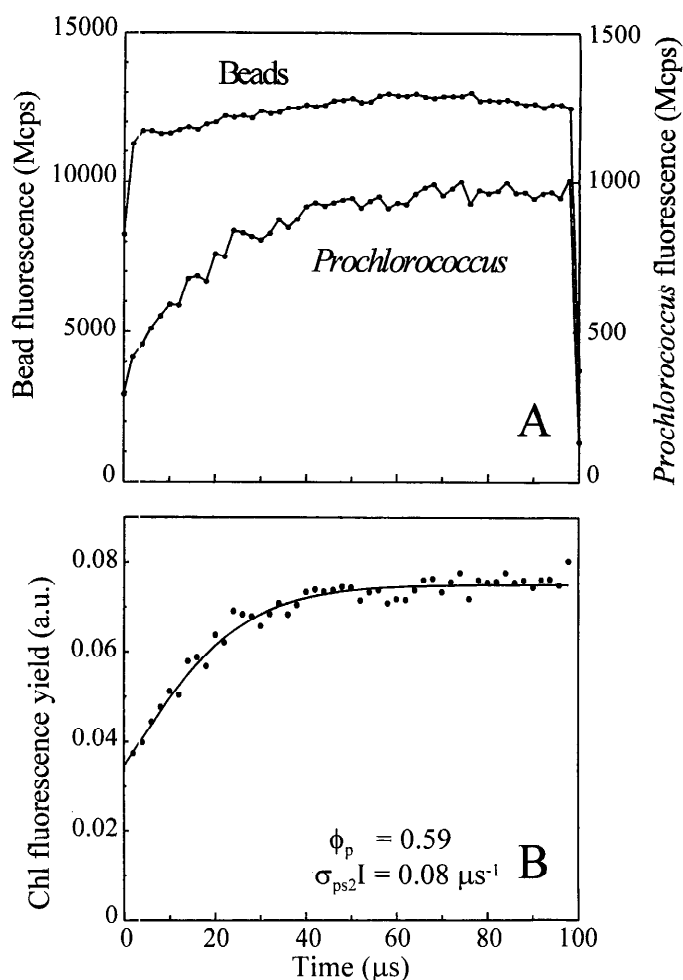 15000
1500
Beads
10000
1000
Prochlorococcus
5000
500
A
0
0
Bead fluorescence (Mcps)
Prochlorococcus fluorescence (Mcps)
0.08
0.06
0.04
0.02
0
Chl fluorescence yield (a.u.)
ϕp = 0.59
σps2I = 0.08 μs-1
B
0 20 40 60 80 100
Time (μs)